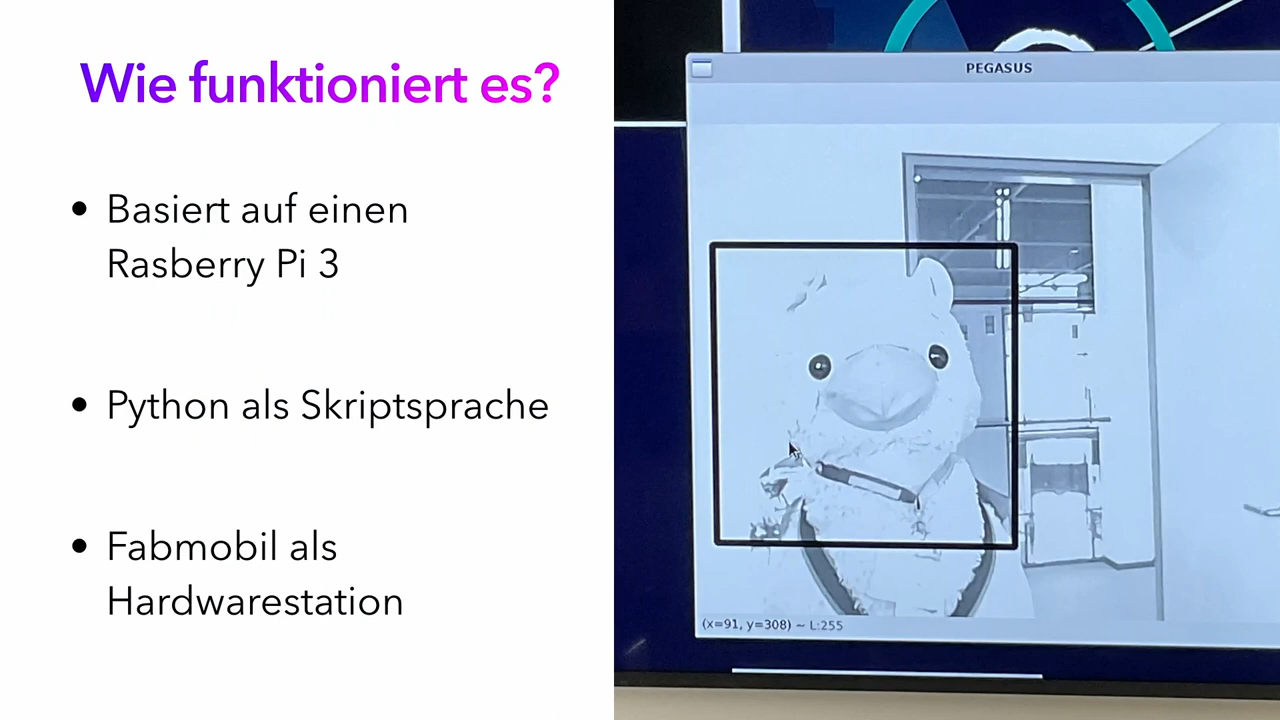 Wie funktioniert es?
• Basiert auf einen
Rasberry Pi 3
• Python als Skriptsprache
• Fabmobil als
Hardwarestation
PEGASUS
(x=91, y=308) ~ L:255